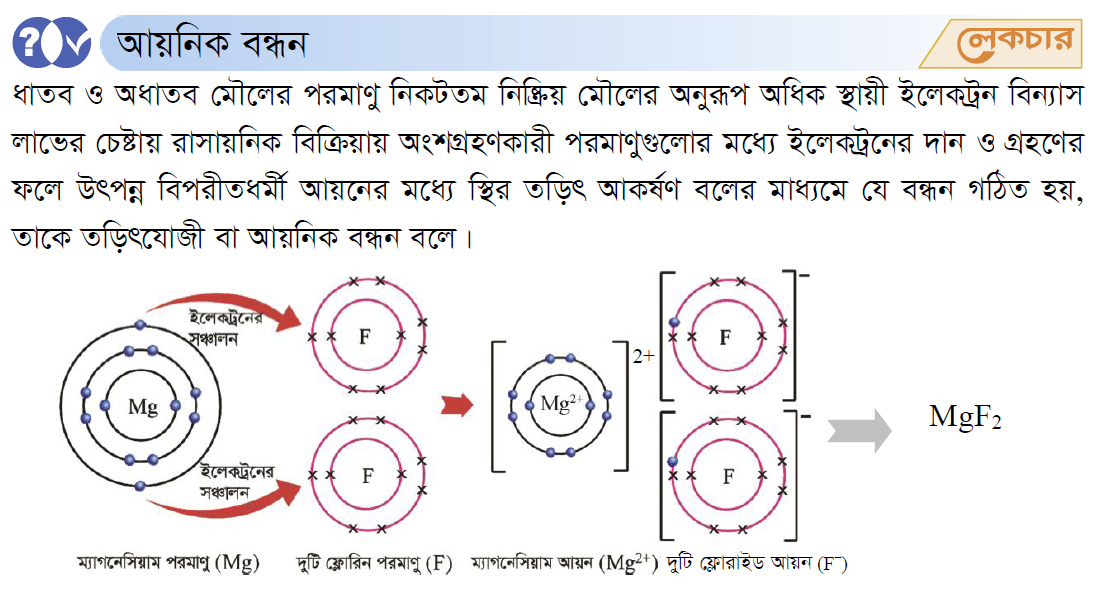 ?
আয়নিক বন্ধন
লেকচার
ধাতব ও অধাতব মৌলের পরমাণু নিকটতম নিষ্ক্রিয় মৌলের অনুরূপ অধিক স্থায়ী ইলেকট্রন বিন্যাস
লাভের চেষ্টায় রাসায়নিক বিক্রিয়ায় অংশগ্রহণকারী পরমাণুগুলোর মধ্যে ইলেকট্রনের দান ও গ্রহণের
ফলে উৎপন্ন বিপরীতধর্মী আয়নের মধ্যে স্থির তড়িৎ আকর্ষণ বলের মাধ্যমে যে বন্ধন গঠিত হয়,
তাকে তড়িৎযোজী বা আয়নিক বন্ধন বলে।
ইলেকট্রনের
সঞ্চালন
Mg
ইলেকট্রনের
সঞ্চালন
F
F
Mg²⁺
2+
F
−
F
−
MgF₂
ম্যাগনেসিয়াম পরমাণু (Mg)
দুটি ফ্লোরিন পরমাণু (F)
ম্যাগনেসিয়াম আয়ন (Mg²⁺)
দুটি ফ্লোরাইড আয়ন (F⁻)